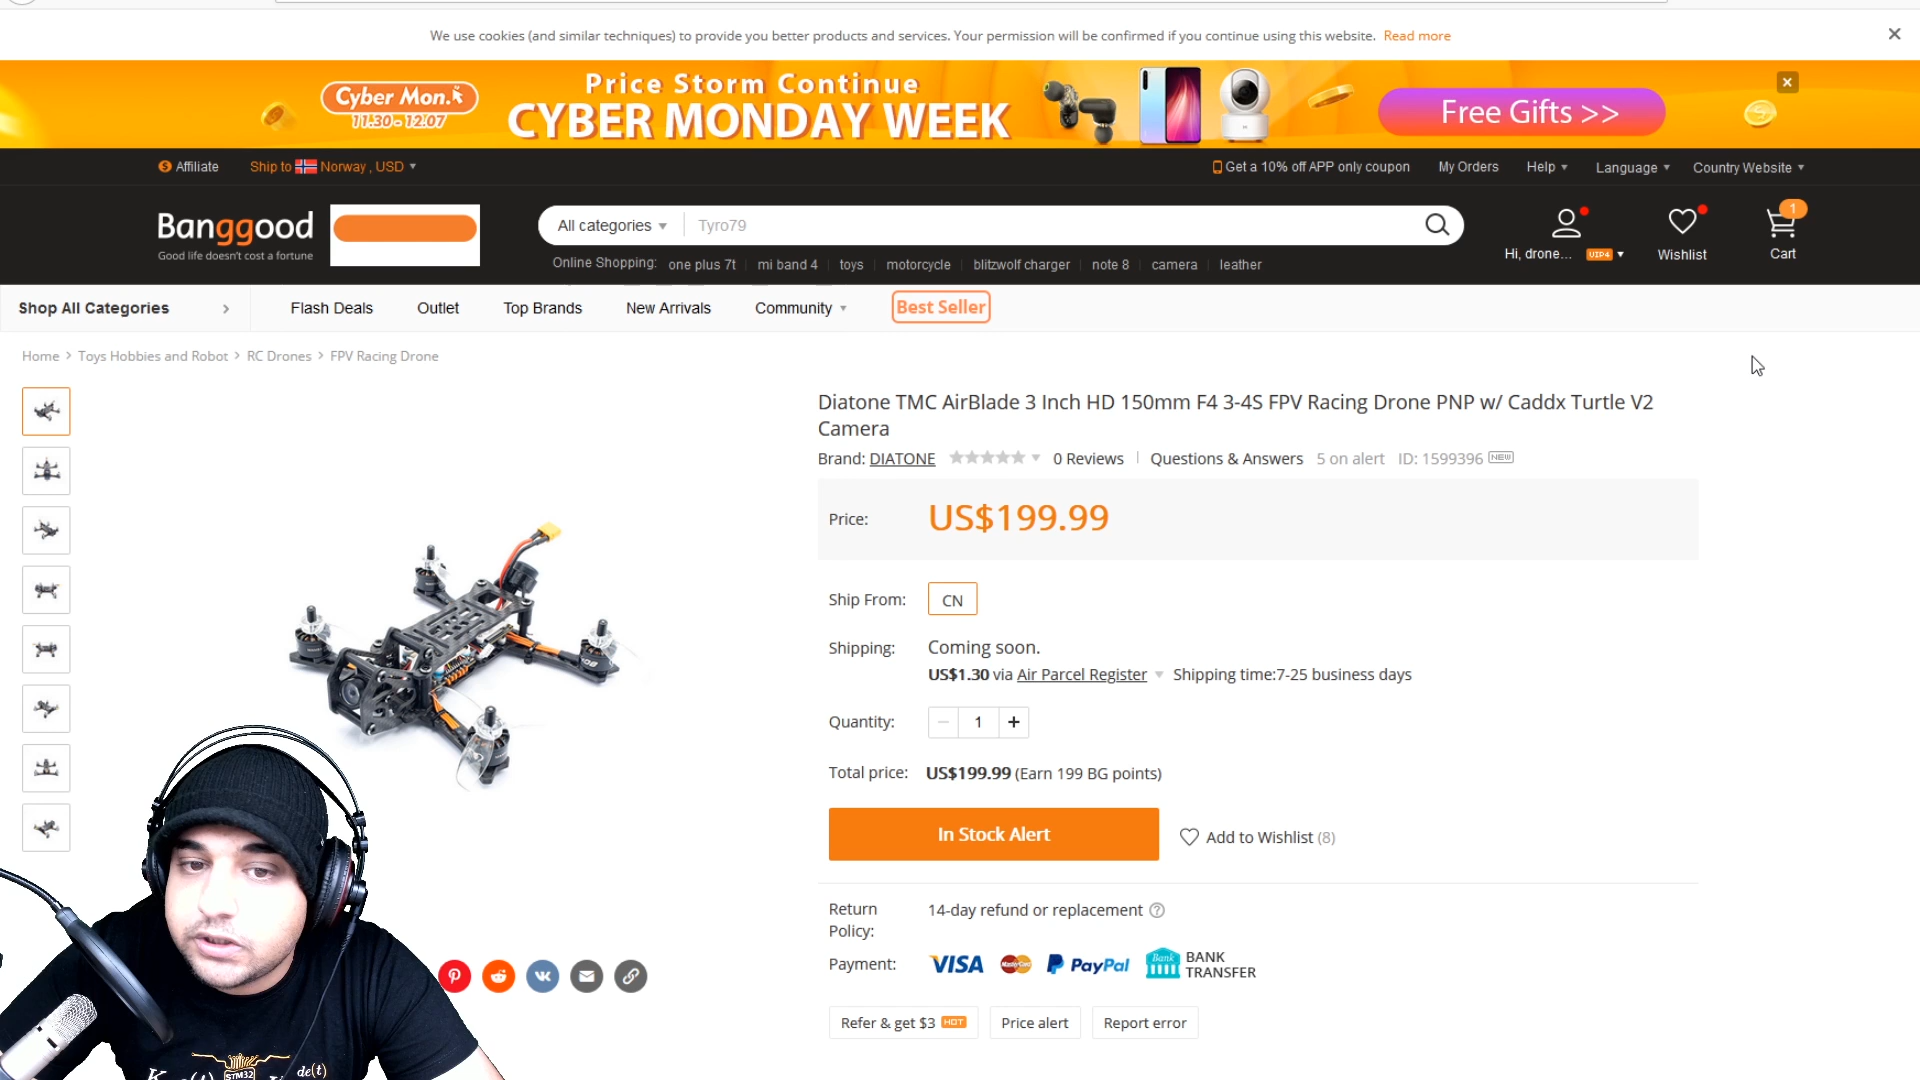 We use cookies (and similar techniques) to provide you better products and services. Your permission will be confirmed if you continue using this website. Read more
Cyber Mon.
11.30 - 12.07
Price Storm Continue
CYBER MONDAY WEEK
Free Gifts >>
Affiliate
Ship to Norway , USD
Get a 10% off APP only coupon
My Orders
Help
Language
Country Website
Banggood
Good life doesn't cost a fortune
All categories
Tyro79
Online Shopping: one plus 7t mi band 4 toys motorcycle blitzwolf charger note 8 camera leather
Hi, drone... VIP4
Wishlist
1
Cart
Shop All Categories >
Flash Deals
Outlet
Top Brands
New Arrivals
Community
Best Seller
Home > Toys Hobbies and Robot > RC Drones > FPV Racing Drone
Diatone TMC AirBlade 3 Inch HD 150mm F4 3-4S FPV Racing Drone PNP w/ Caddx Turtle V2
Camera
Brand: DIATONE 0 Reviews Questions & Answers 5 on alert ID: 1599396 NEW
Price: US$199.99
Ship From: CN
Shipping: Coming soon.
US$1.30 via Air Parcel Register Shipping time:7-25 business days
Quantity: − 1 +
Total price: US$199.99 (Earn 199 BG points)
In Stock Alert
Add to Wishlist (8)
Return
Policy:
14-day refund or replacement ?
Payment: VISA MasterCard PayPal Bank BANK
TRANSFER
Refer & get $3 HOT
Price alert
Report error
STM32
de(t)